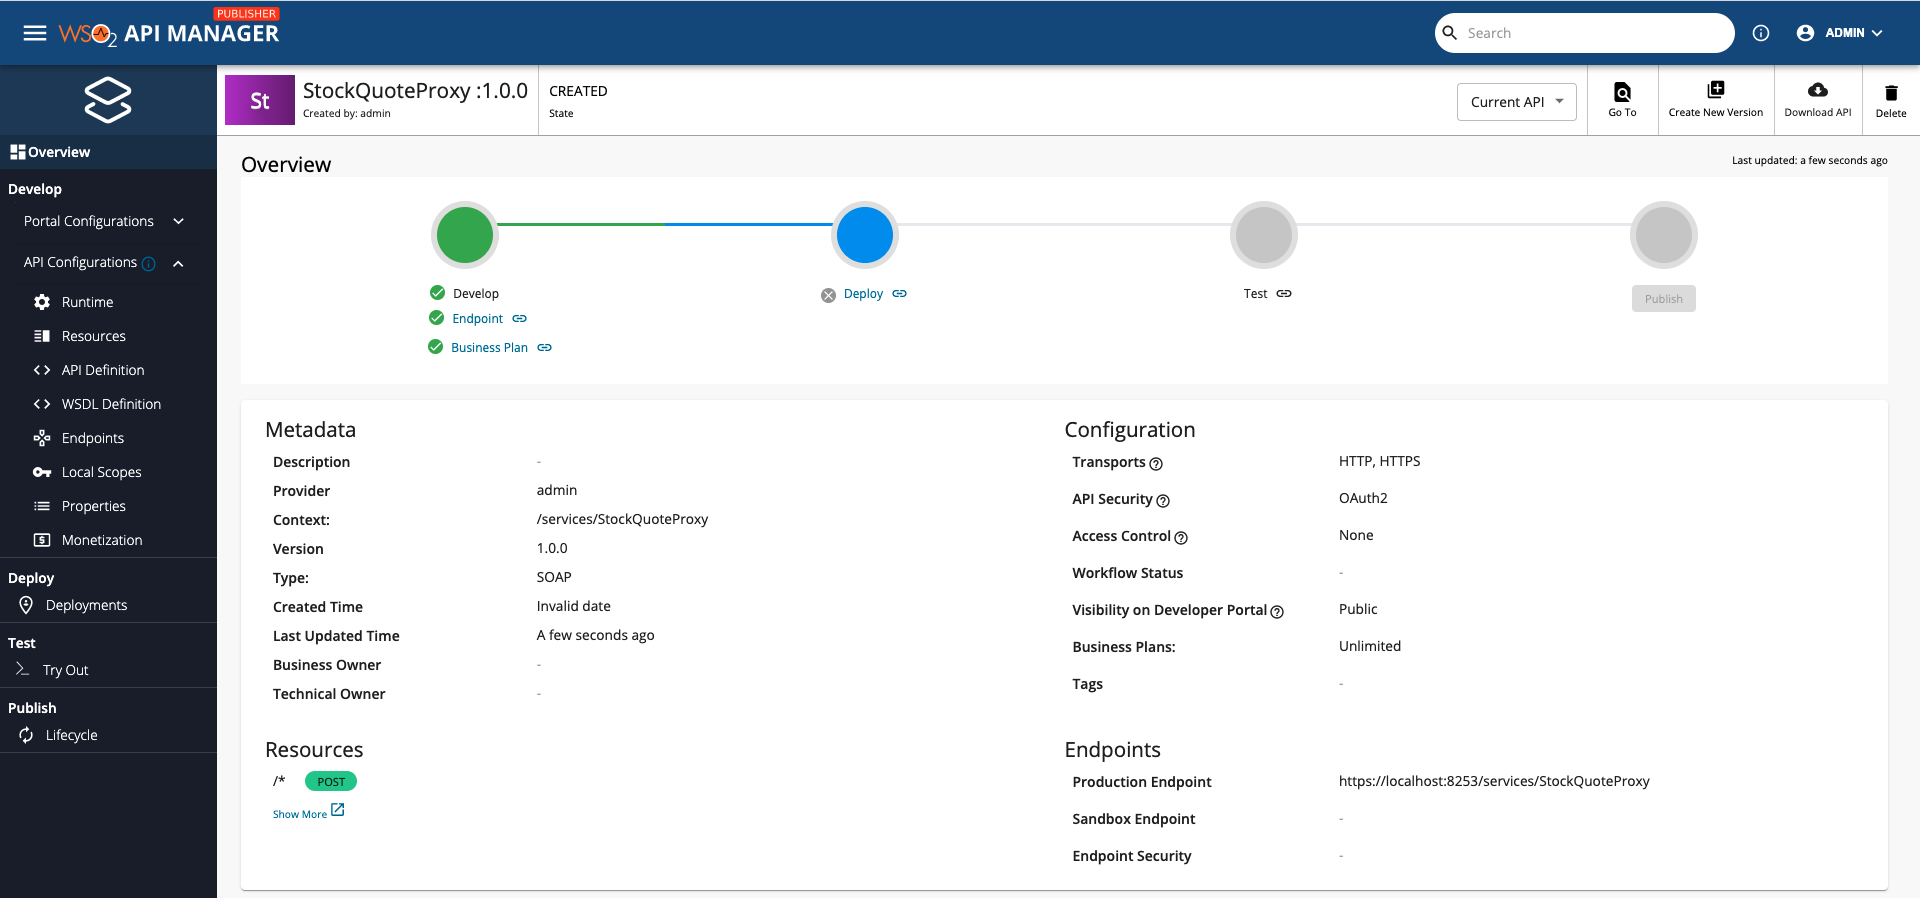 PUBLISHER
WSO2 API MANAGER
Search
ADMIN
St
StockQuoteProxy :1.0.0
Created by: admin
CREATED
State
Current API
Go To
Create New Version
Download API
Delete
Overview
Develop
Portal Configurations
API Configurations
Runtime
Resources
API Definition
WSDL Definition
Endpoints
Local Scopes
Properties
Monetization
Deploy
Deployments
Test
Try Out
Publish
Lifecycle
Overview
Last updated: a few seconds ago
Develop
Endpoint
Business Plan
Deploy
Test
Publish
Metadata
Description -
Provider admin
Context: /services/StockQuoteProxy
Version 1.0.0
Type: SOAP
Created Time Invalid date
Last Updated Time A few seconds ago
Business Owner -
Technical Owner -
Configuration
Transports HTTP, HTTPS
API Security OAuth2
Access Control None
Workflow Status -
Visibility on Developer Portal Public
Business Plans: Unlimited
Tags -
Resources
/* POST
Show More
Endpoints
Production Endpoint https://localhost:8253/services/StockQuoteProxy
Sandbox Endpoint -
Endpoint Security -